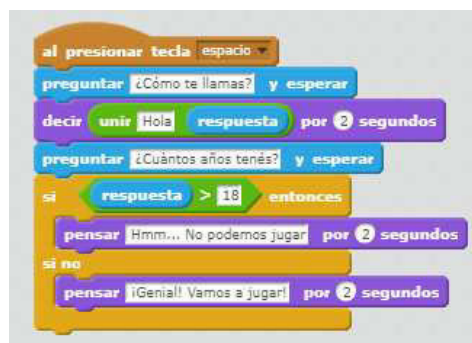 al presionar tecla espacio
preguntar ¿Cómo te llamas? y esperar
decir unir Hola respuesta por 2 segundos
preguntar ¿Cuàntos años tenés? y esperar
si respuesta > 18 entonces
pensar Hmm... No podemos jugar por 2 segundos
si no
pensar ¡Genial! Vamos a jugar! por 2 segundos